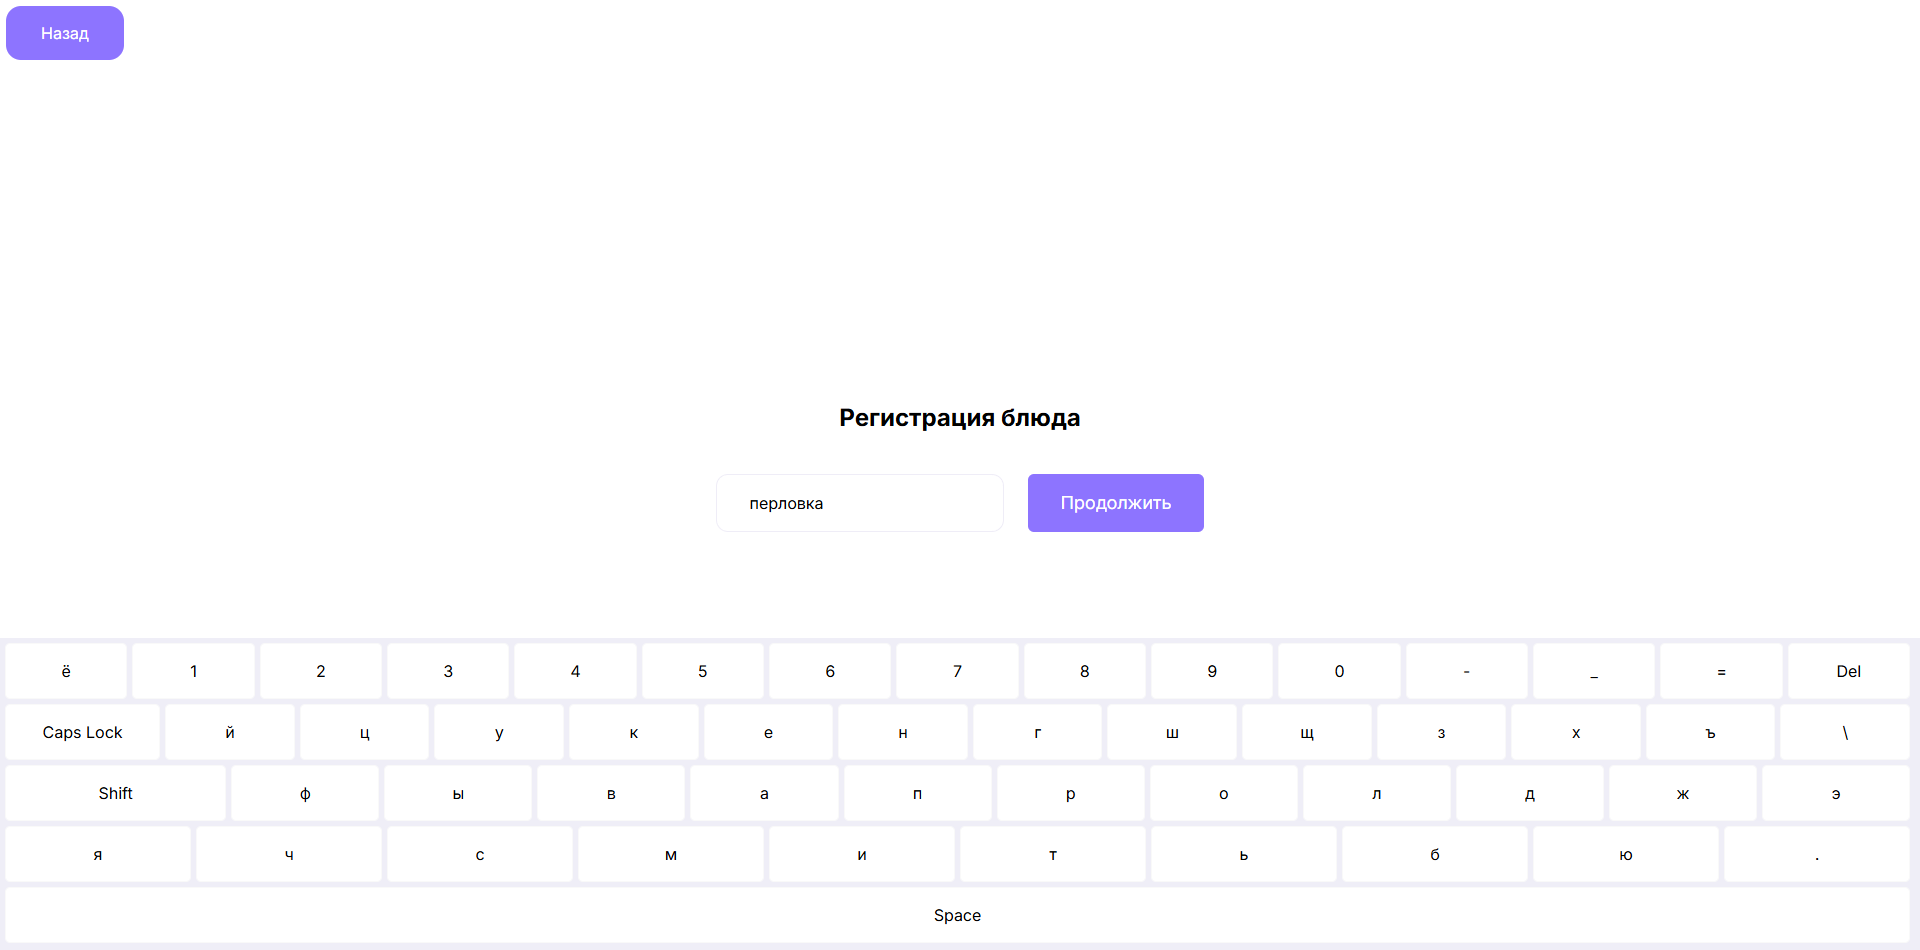 Назад
Регистрация блюда
перловка Продолжить
ё 1 2 3 4 5 6 7 8 9 0 - _ = Del
Caps Lock й ц у к е н г ш щ з х ъ \
Shift ф ы в а п р о л д ж э
я ч с м и т ь б ю .
Space